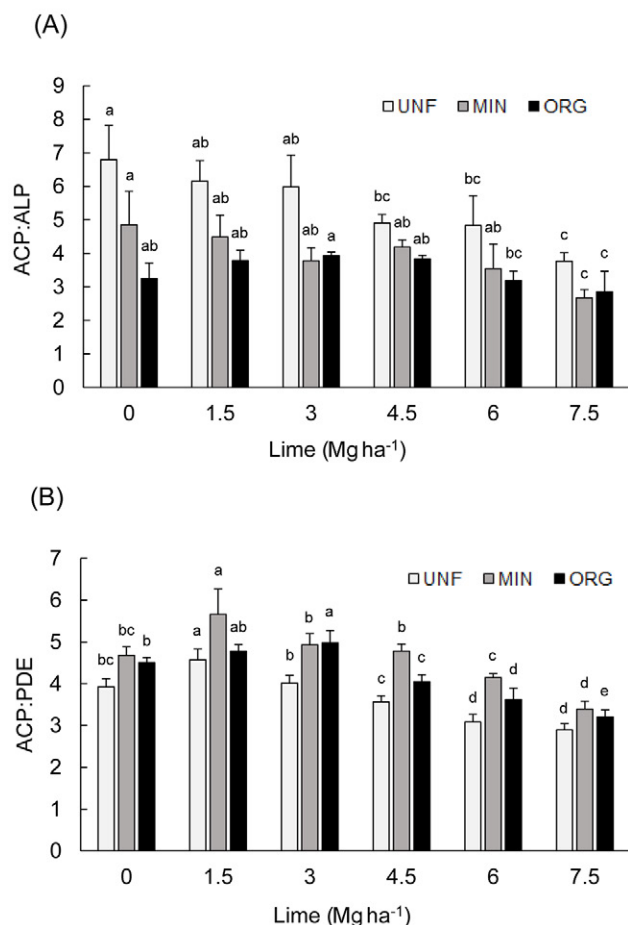 (A)
9
8
7
6
5
4
3
2
1
0
ACP:ALP
UNF MIN ORG
a a ab
ab ab ab
ab ab a
bc ab ab
bc ab bc
c c c
0 1.5 3 4.5 6 7.5
Lime (Mg ha-1)
(B)
7
6
5
4
3
2
1
0
ACP:PDE
UNF MIN ORG
bc bc b
a a ab
b b a
c b c
d c d
d d e
0 1.5 3 4.5 6 7.5
Lime (Mg ha-1)